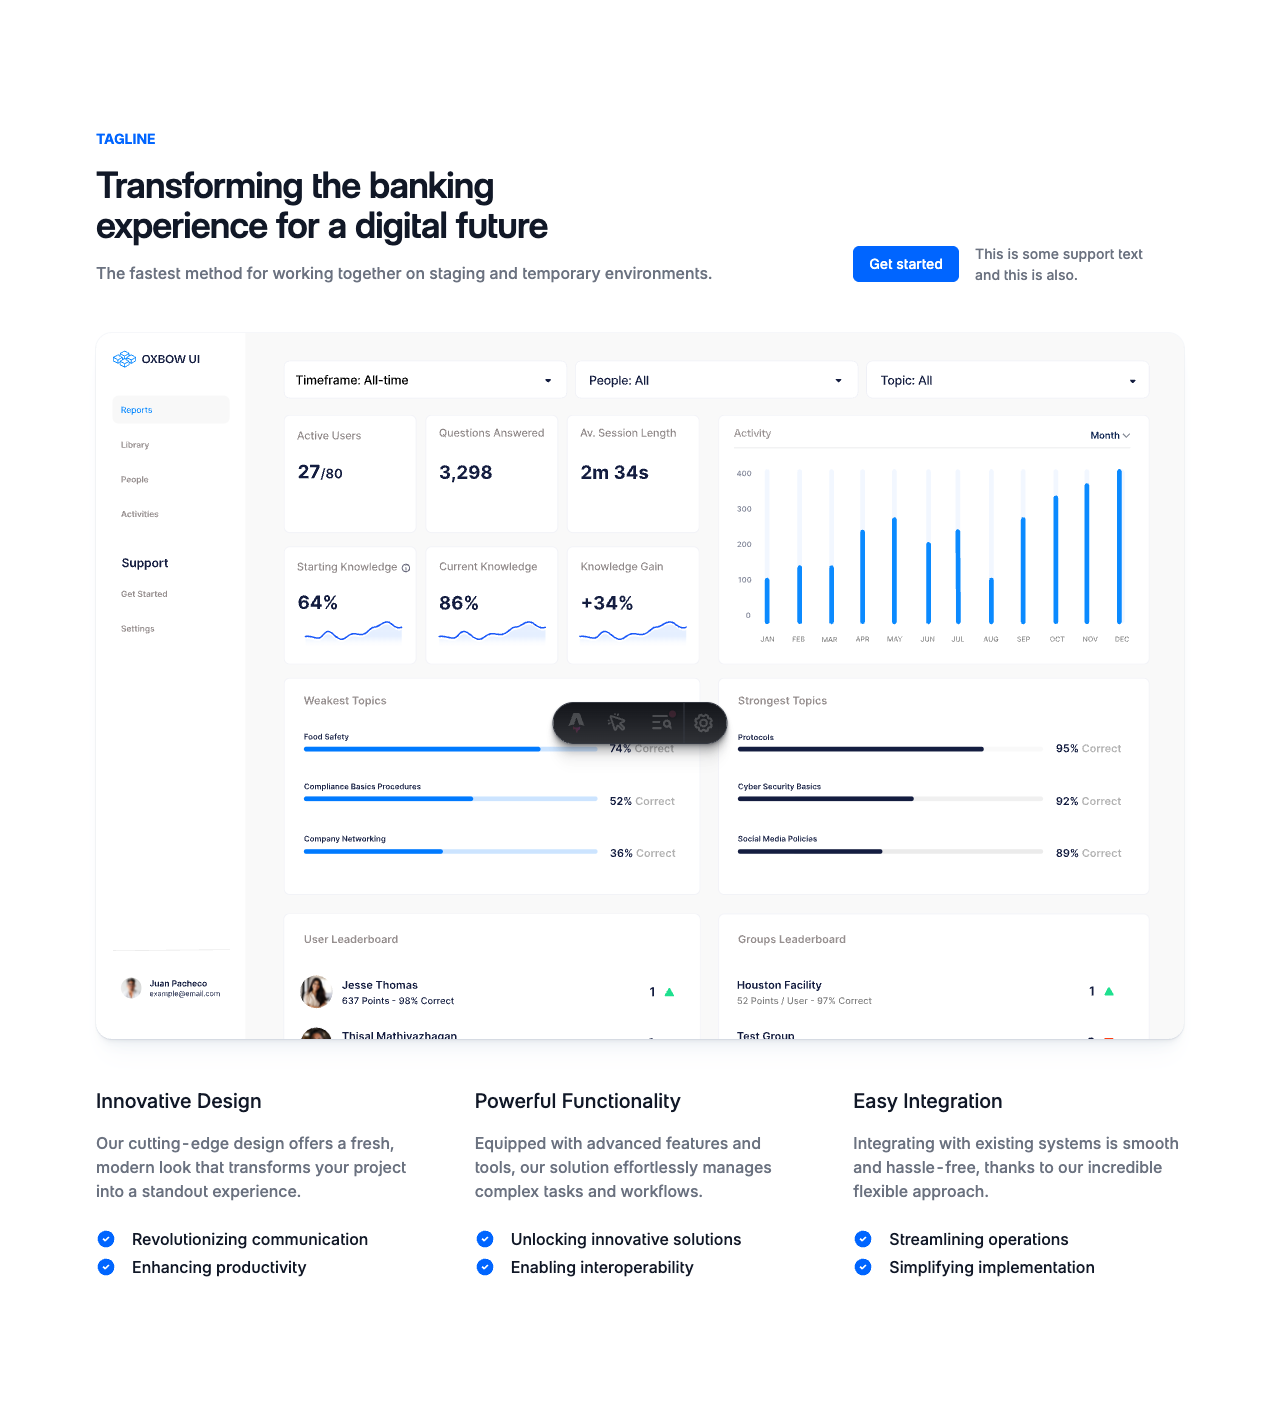 TAGLINE
Transforming the banking
experience for a digital future
The fastest method for working together on staging and temporary environments.
Get started
This is some support text
and this is also.
OXBOW UI
Reports
Library
People
Activities
Support
Get Started
Settings
Juan Pacheco
example@email.com
Timeframe: All-time
People: All
Topic: All
Active Users
27/80
Questions Answered
3,298
Av. Session Length
2m 34s
Starting Knowledge
64%
Current Knowledge
86%
Knowledge Gain
+34%
Activity
Month
400
300
200
100
0
JAN FEB MAR APR MAY JUN JUL AUG SEP OCT NOV DEC
Weakest Topics
Food Safety
74% Correct
Compliance Basics Procedures
52% Correct
Company Networking
36% Correct
Strongest Topics
Protocols
95% Correct
Cyber Security Basics
92% Correct
Social Media Policies
89% Correct
User Leaderboard
Jesse Thomas
637 Points - 98% Correct
1
Thisal Mathiyazhagan
Groups Leaderboard
Houston Facility
52 Points / User - 97% Correct
1
Test Group
Innovative Design
Our cutting-edge design offers a fresh,
modern look that transforms your project
into a standout experience.
Revolutionizing communication
Enhancing productivity
Powerful Functionality
Equipped with advanced features and
tools, our solution effortlessly manages
complex tasks and workflows.
Unlocking innovative solutions
Enabling interoperability
Easy Integration
Integrating with existing systems is smooth
and hassle-free, thanks to our incredible
flexible approach.
Streamlining operations
Simplifying implementation